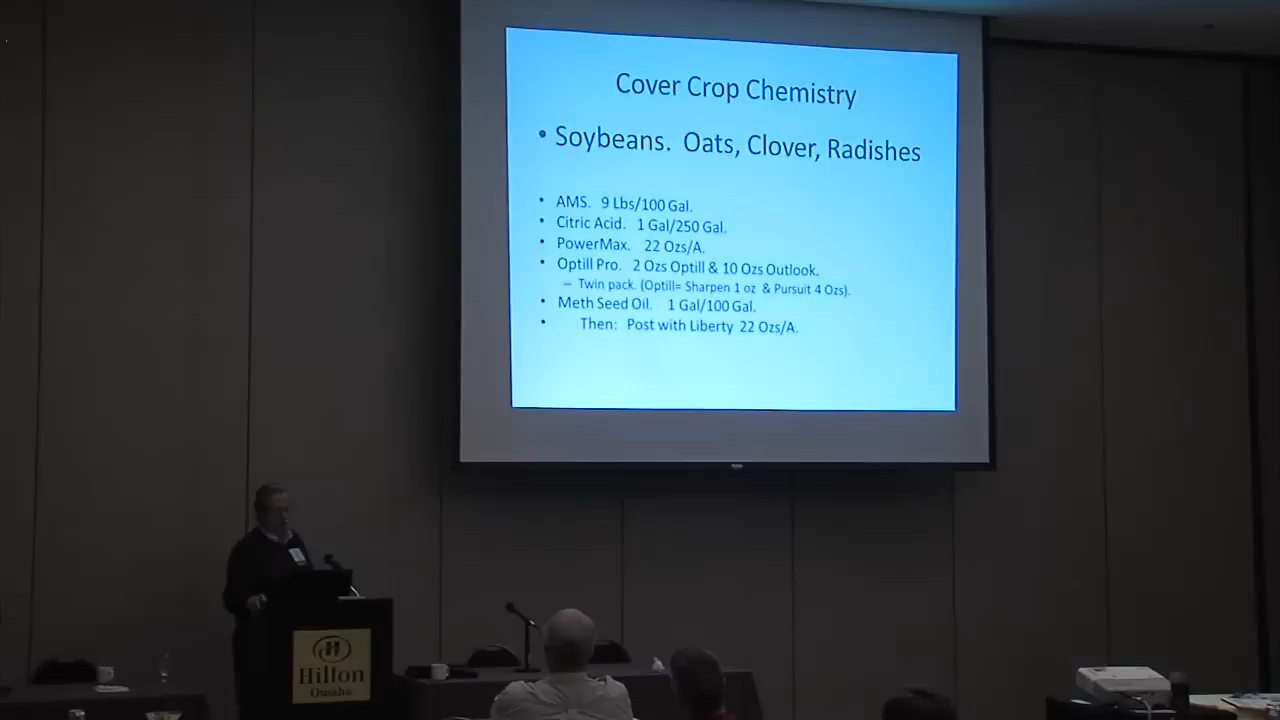 Cover Crop Chemistry
• Soybeans. Oats, Clover, Radishes
• AMS. 9 Lbs/100 Gal.
• Citric Acid. 1 Gal/250 Gal.
• PowerMax. 22 Ozs/A.
• Optill Pro. 2 Ozs Optill & 10 Ozs Outlook.
– Twin pack. (Optill= Sharpen 1 oz & Pursuit 4 Ozs).
• Meth Seed Oil. 1 Gal/100 Gal.
• Then: Post with Liberty 22 Ozs/A.
H
Hilton
Omaha